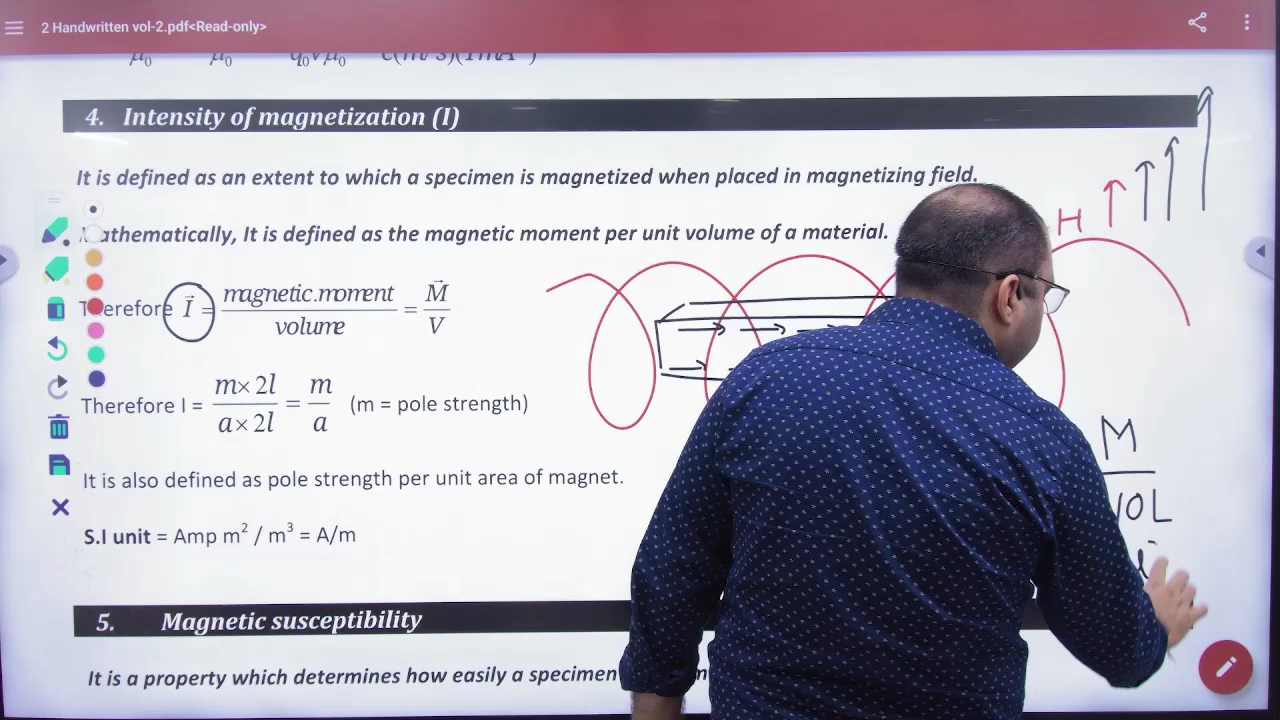 2 Handwritten vol-2.pdf<Read-only>
μ₀ μ₀ q₀vμ₀
4. Intensity of magnetization (I)
It is defined as an extent to which a specimen is magnetized when placed in magnetizing field.
H
athematically, It is defined as the magnetic moment per unit volume of a material.
T erefore I⃗ = magnetic.moment / volume = M⃗ / V
Therefore I = m× 2l / a× 2l = m / a (m = pole strength)
M
VOL
It is also defined as pole strength per unit area of magnet.
S.I unit = Amp m² / m³ = A/m
5. Magnetic susceptibility
It is a property which determines how easily a specimen